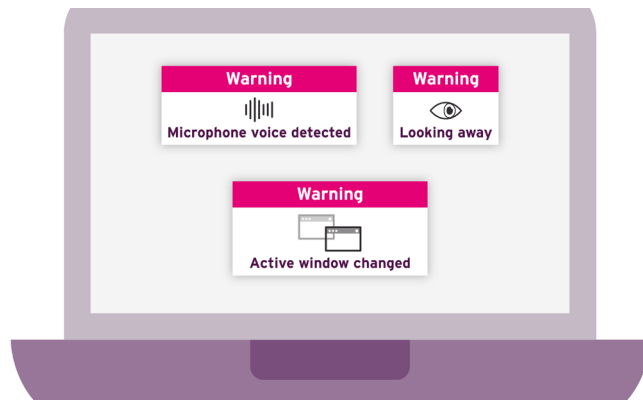 Warning
Microphone voice detected
Warning
Looking away
Warning
Active window changed